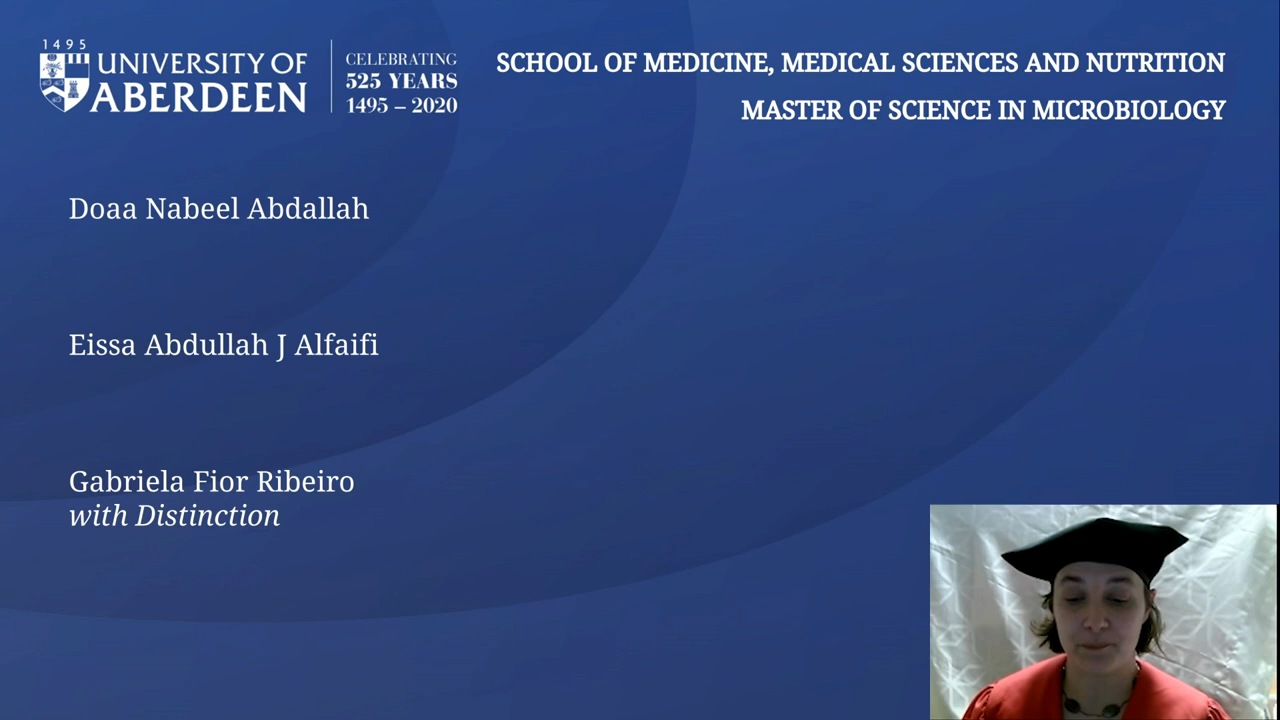 1495
UNIVERSITY OF
ABERDEEN
CELEBRATING
525 YEARS
1495 – 2020
SCHOOL OF MEDICINE, MEDICAL SCIENCES AND NUTRITION
MASTER OF SCIENCE IN MICROBIOLOGY
Doaa Nabeel Abdallah
Eissa Abdullah J Alfaifi
Gabriela Fior Ribeiro
with Distinction